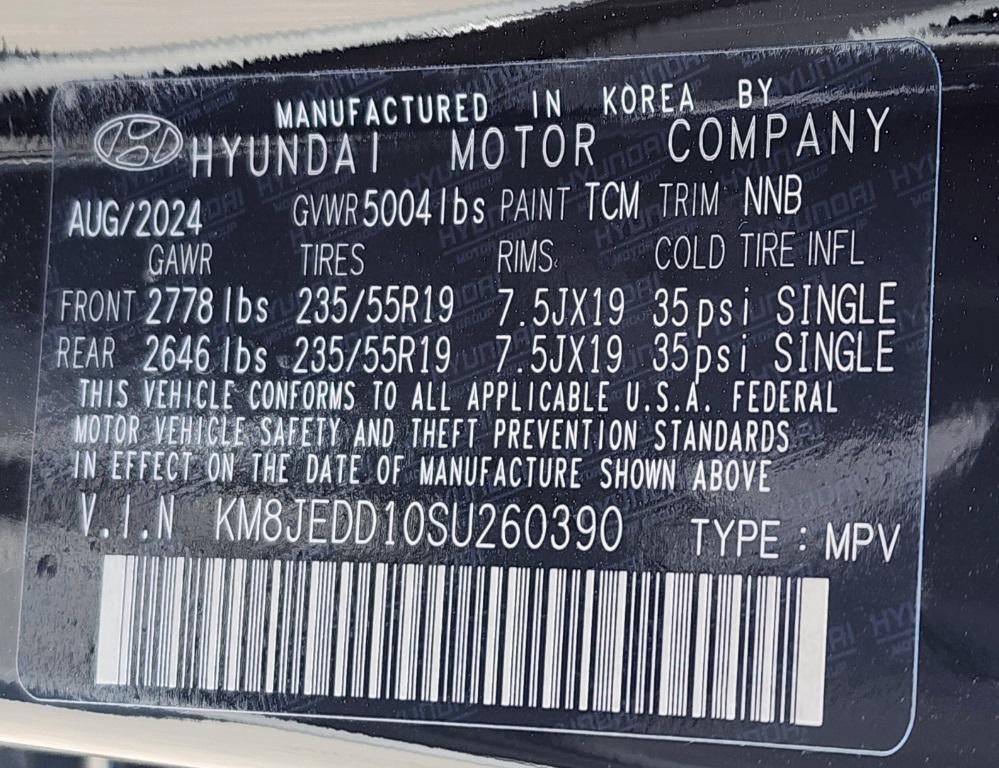 MANUFACTURED IN KOREA BY
HYUNDAI MOTOR COMPANY
AUG/2024 GVWR 5004 lbs PAINT TCM TRIM NNB
GAWR TIRES RIMS COLD TIRE INFL
FRONT 2778 lbs 235/55R19 7.5JX19 35psi SINGLE
REAR 2646 lbs 235/55R19 7.5JX19 35psi SINGLE
THIS VEHICLE CONFORMS TO ALL APPLICABLE U.S.A. FEDERAL
MOTOR VEHICLE SAFETY AND THEFT PREVENTION STANDARDS
IN EFFECT ON THE DATE OF MANUFACTURE SHOWN ABOVE
V.I.N KM8JEDD10SU260390 TYPE : MPV